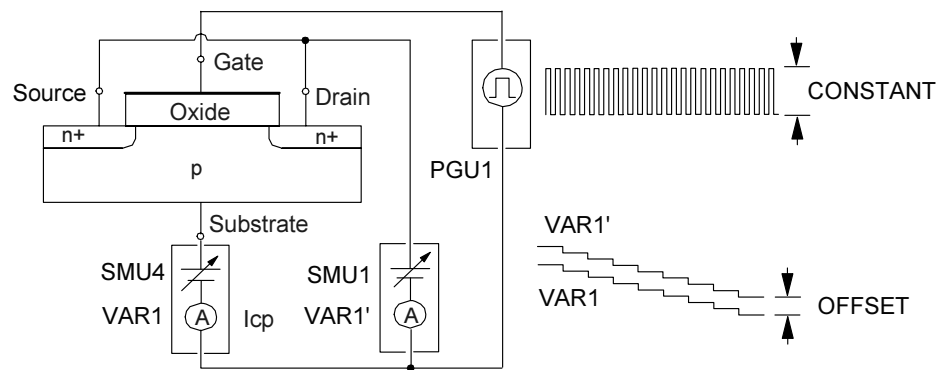 Gate
Source
Drain
Oxide
n+
n+
p
PGU1
CONSTANT
Substrate
SMU4
VAR1
A
Icp
SMU1
VAR1'
A
VAR1'
VAR1
OFFSET